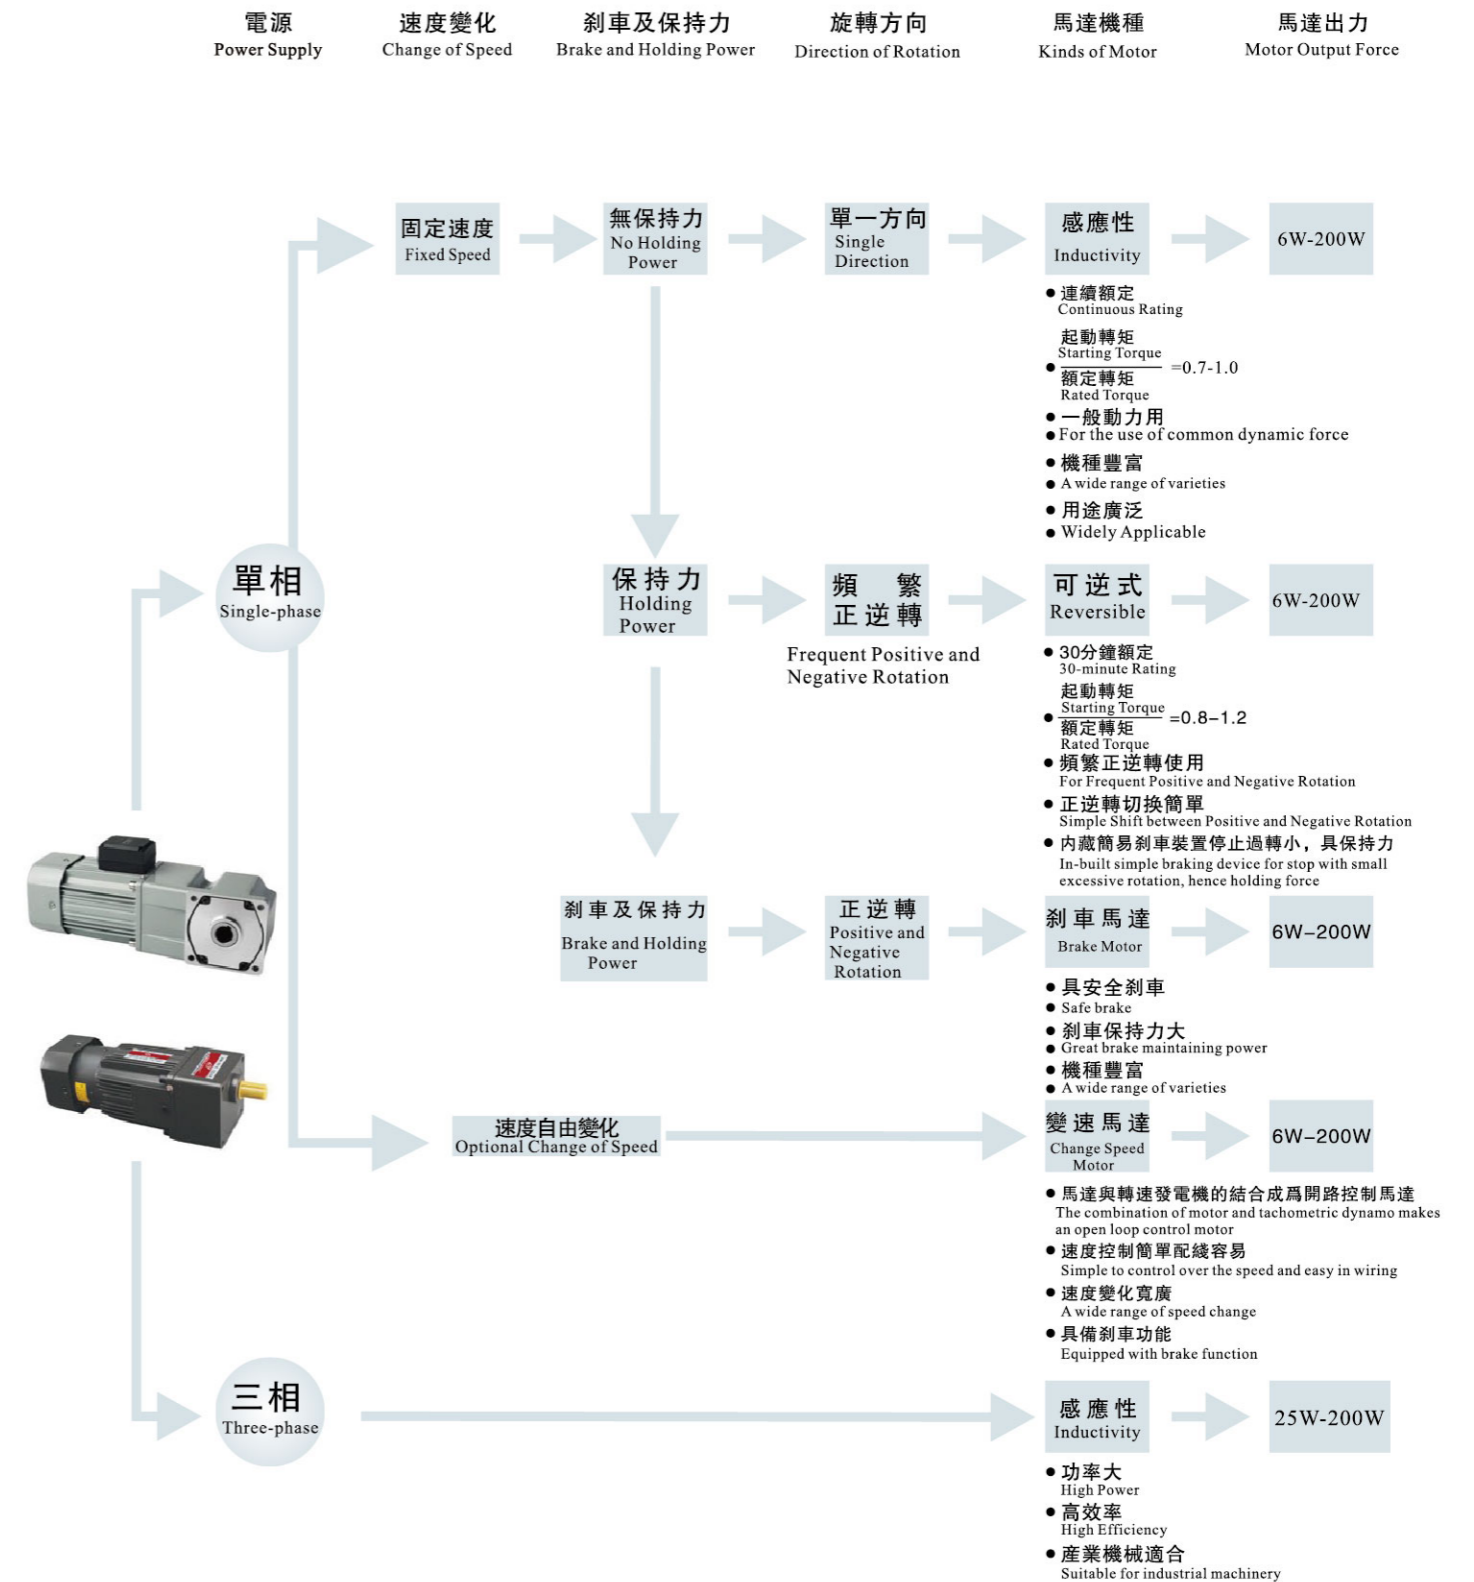 電源
Power Supply
速度變化
Change of Speed
刹車及保持力
Brake and Holding Power
旋轉方向
Direction of Rotation
馬達機種
Kinds of Motor
馬達出力
Motor Output Force
固定速度
Fixed Speed
無保持力
No Holding
Power
單一方向
Single
Direction
感應性
Inductivity
6W-200W
● 連續額定
Continuous Rating
起動轉矩
Starting Torque
● =0.7-1.0
額定轉矩
Rated Torque
● 一般動力用
● For the use of common dynamic force
● 機種豐富
● A wide range of varieties
● 用途廣泛
● Widely Applicable
單相
Single-phase
保持力
Holding
Power
頻 繁
正逆轉
Frequent Positive and
Negative Rotation
可逆式
Reversible
6W-200W
● 30分鐘額定
30-minute Rating
起動轉矩
Starting Torque
● =0.8-1.2
額定轉矩
Rated Torque
● 頻繁正逆轉使用
For Frequent Positive and Negative Rotation
● 正逆轉切换簡單
Simple Shift between Positive and Negative Rotation
● 内藏簡易刹車裝置停止過轉小，具保持力
In-built simple braking device for stop with small
excessive rotation, hence holding force
刹車及保持力
Brake and Holding
Power
正逆轉
Positive and
Negative
Rotation
刹車馬達
Brake Motor
6W-200W
● 具安全刹車
● Safe brake
● 刹車保持力大
● Great brake maintaining power
● 機種豐富
● A wide range of varieties
速度自由變化
Optional Change of Speed
變速馬達
Change Speed
Motor
6W-200W
● 馬達與轉速發電機的結合成爲開路控制馬達
The combination of motor and tachometric dynamo makes
an open loop control motor
● 速度控制簡單配綫容易
Simple to control over the speed and easy in wiring
● 速度變化寬廣
A wide range of speed change
● 具備刹車功能
Equipped with brake function
三相
Three-phase
感應性
Inductivity
25W-200W
● 功率大
High Power
● 高效率
High Efficiency
● 産業機械適合
Suitable for industrial machinery